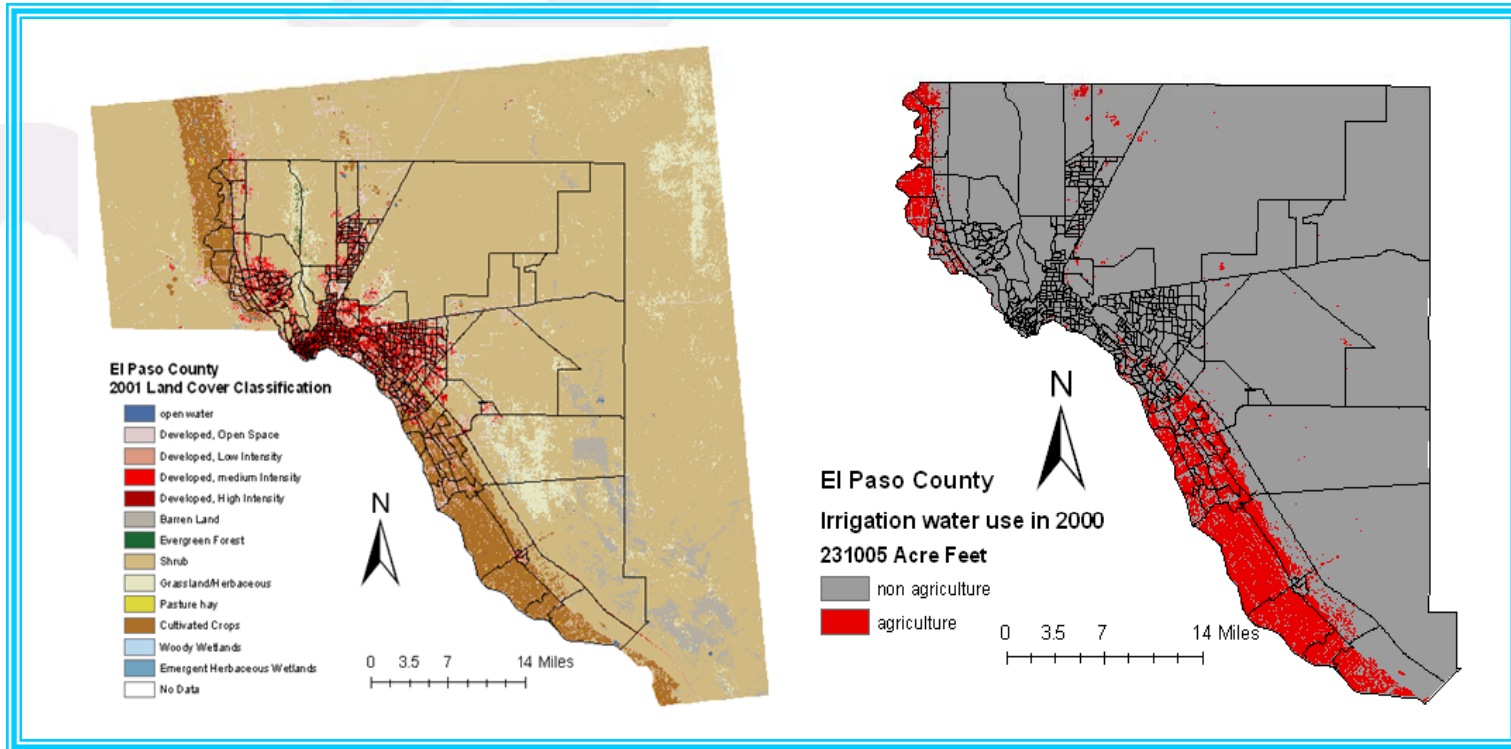 El Paso County
2001 Land Cover Classification
open water
Developed, Open Space
Developed, Low Intensity
Developed, medium Intensity
Developed, High Intensity
Barren Land
Evergreen Forest
Shrub
Grassland/Herbaceous
Pasture hay
Cultivated Crops
Woody Wetlands
Emergent Herbaceous Wetlands
No Data
N
0 3.5 7 14 Miles
N
El Paso County
Irrigation water use in 2000
231005 Acre Feet
non agriculture
agriculture
0 3.5 7 14 Miles